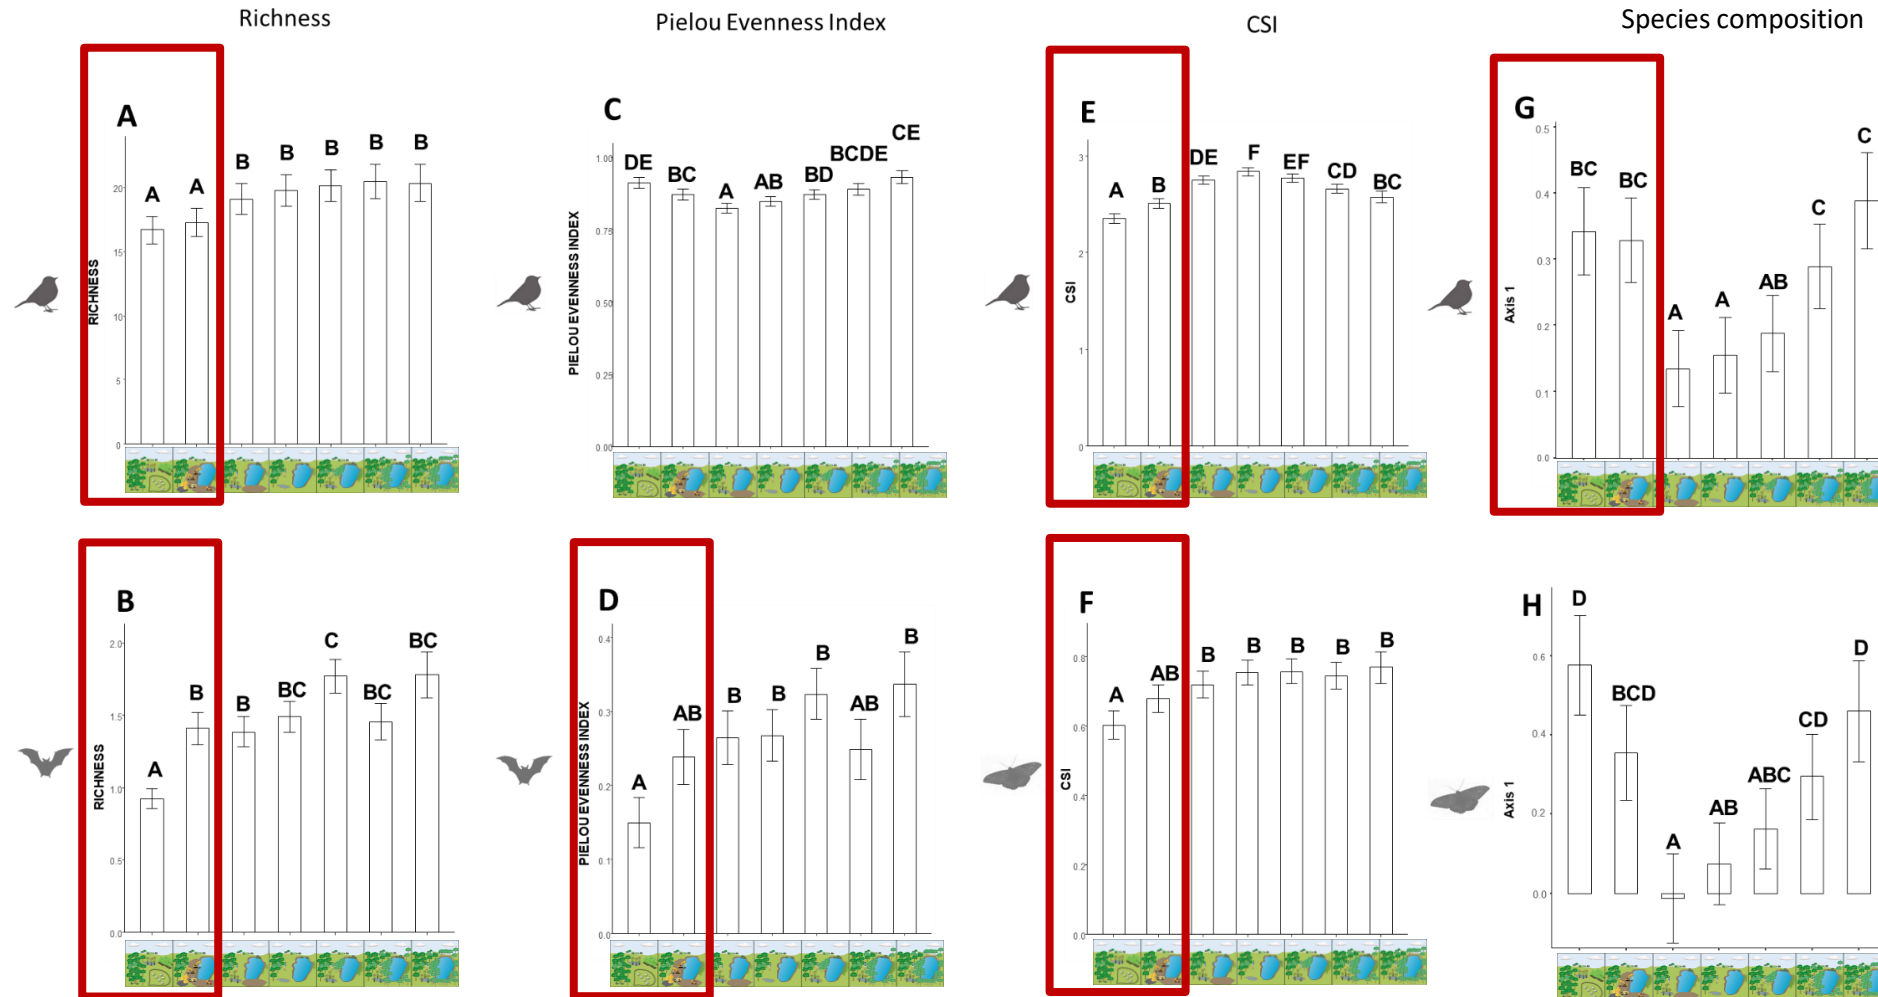 Richness
Pielou Evenness Index
CSI
Species composition
A
RICHNESS
20
15
10
5
0
A
A
B
B
B
B
B
C
PIELOU EVENNESS INDEX
1.00
0.75
0.50
0.25
0.00
DE
BC
A
AB
BD
BCDE
CE
E
CSI
3
2
1
0
A
B
DE
F
EF
CD
BC
G
Axis 1
0.5
0.4
0.3
0.2
0.1
0.0
BC
BC
A
A
AB
C
C
B
RICHNESS
2.0
1.5
1.0
0.5
0.0
A
B
B
BC
C
BC
BC
D
PIELOU EVENNESS INDEX
0.4
0.3
0.2
0.1
0.0
A
AB
B
B
B
AB
B
F
CSI
0.8
0.6
0.4
0.2
0.0
A
AB
B
B
B
B
B
H
Axis 1
0.6
0.4
0.2
0.0
D
BCD
A
AB
ABC
CD
D